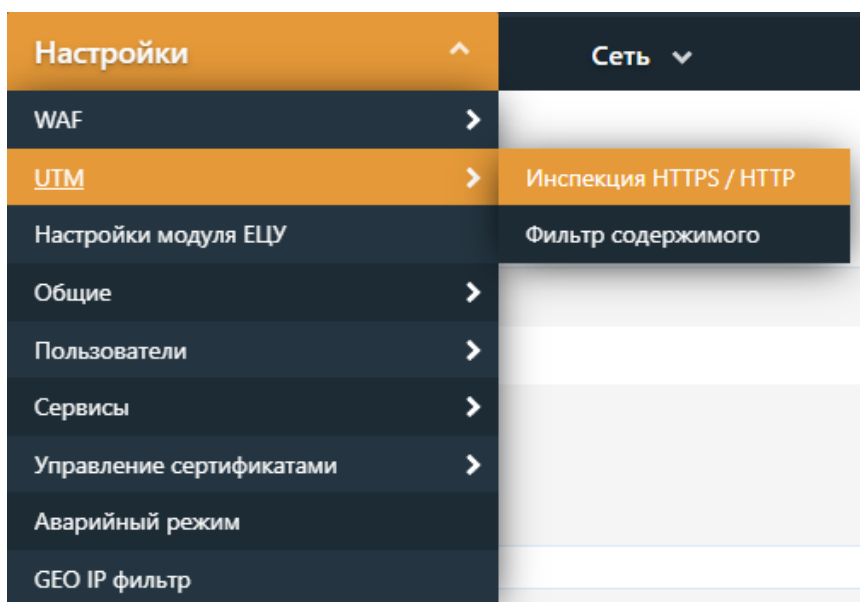 Настройки
Сеть
WAF
UTM
Инспекция HTTPS / HTTP
Настройки модуля ЕЦУ
Фильтр содержимого
Общие
Пользователи
Сервисы
Управление сертификатами
Аварийный режим
GEO IP фильтр